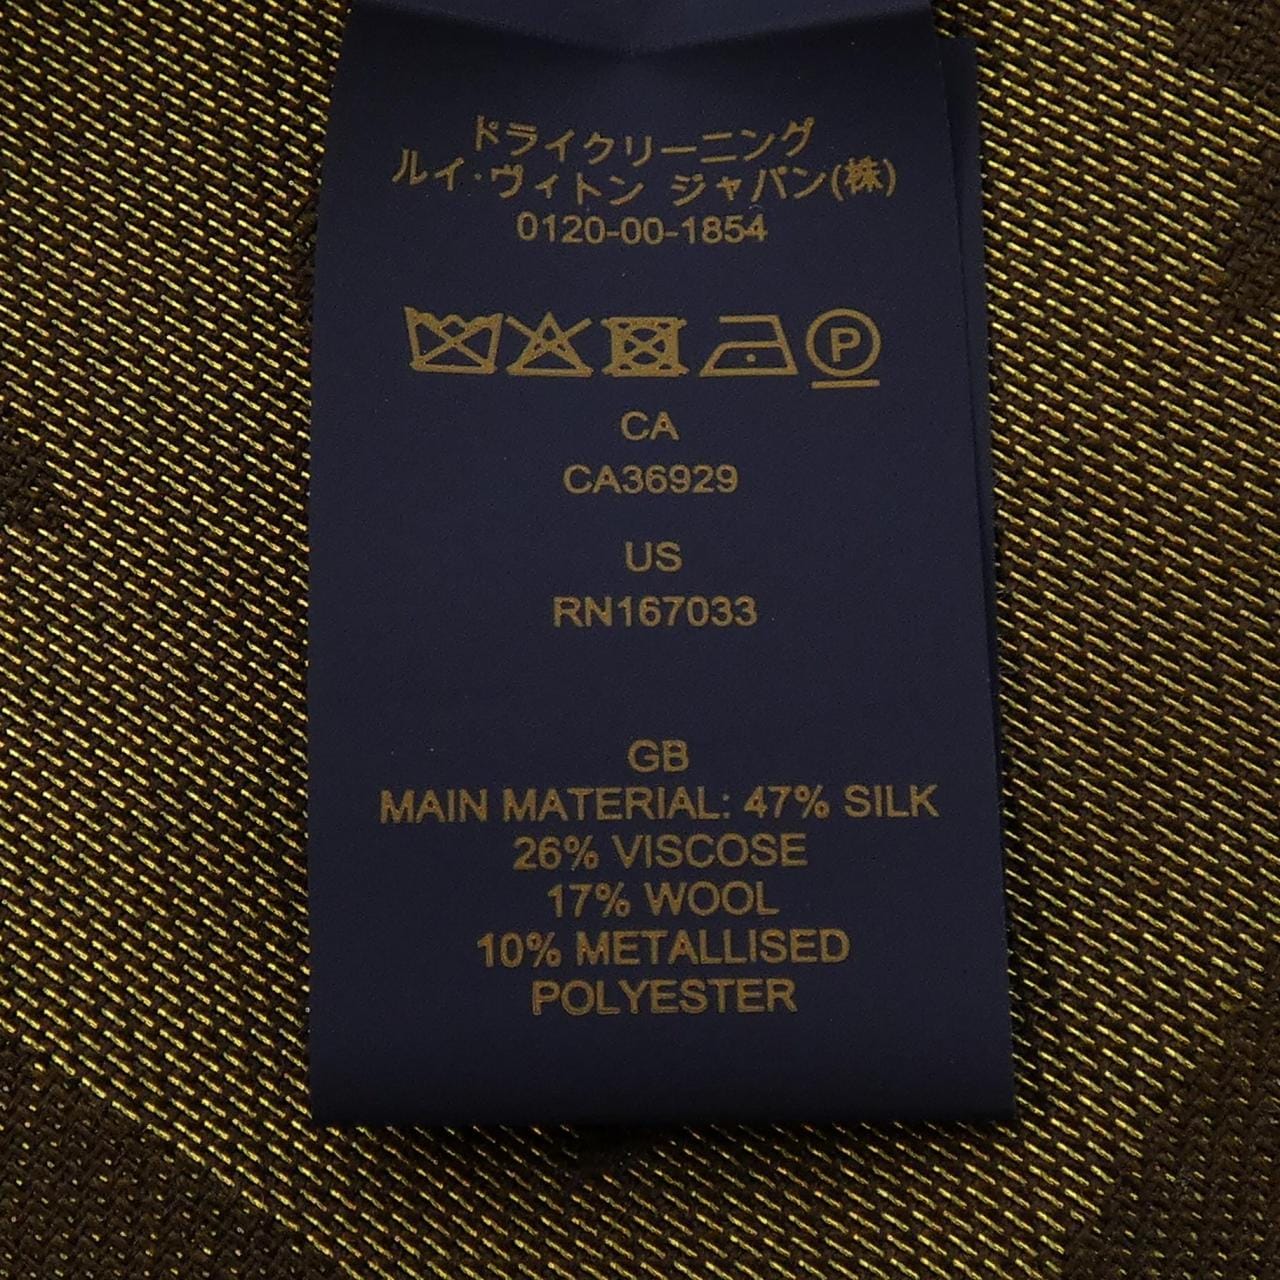 ドライクリーニング
ルイ・ヴィトン ジャパン(株)
0120-00-1854
P
CA
CA36929
US
RN167033
GB
MAIN MATERIAL: 47% SILK
26% VISCOSE
17% WOOL
10% METALLISED
POLYESTER